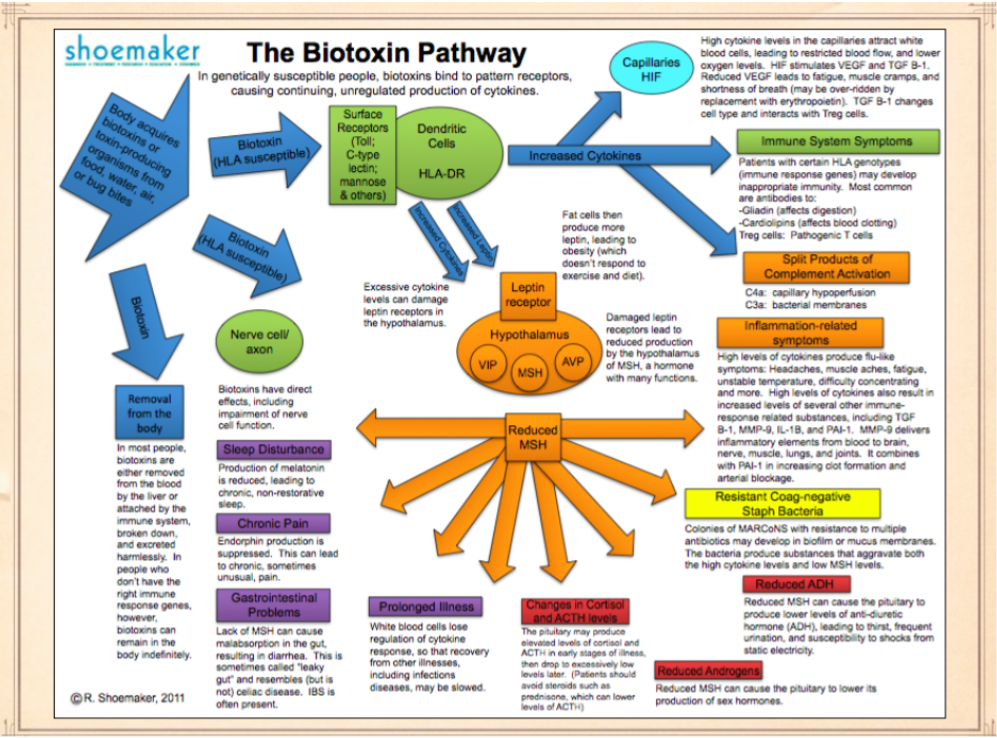 shoemaker
The Biotoxin Pathway
In genetically susceptible people, biotoxins bind to pattern receptors,
causing continuing, unregulated production of cytokines.
Body acquires
biotoxins or
toxin-producing
organisms from
food, water, air,
or bug bites
Biotoxin
(HLA susceptible)
Surface
Receptors
(Toll;
C-type
lectin;
mannose
& others)
Dendritic
Cells
HLA-DR
Increased Cytokines
Capillaries
HIF
High cytokine levels in the capillaries attract white
blood cells, leading to restricted blood flow, and lower
oxygen levels. HIF stimulates VEGF and TGF B-1.
Reduced VEGF leads to fatigue, muscle cramps, and
shortness of breath (may be over-ridden by
replacement with erythropoietin). TGF B-1 changes
cell type and interacts with Treg cells.
Immune System Symptoms
Patients with certain HLA genotypes
(immune response genes) may develop
inappropriate immunity. Most common
are antibodies to:
-Gliadin (affects digestion)
-Cardiolipins (affects blood clotting)
Treg cells: Pathogenic T cells
Split Products of
Complement Activation
C4a: capillary hypoperfusion
C3a: bacterial membranes
Biotoxin
(HLA susceptible)
Increased Cytokines
Increased Leptin
Fat cells then
produce more
leptin, leading to
obesity (which
doesn't respond to
exercise and diet).
Excessive cytokine
levels can damage
leptin receptors in
the hypothalamus.
Leptin
receptor
Hypothalamus
VIP
MSH
AVP
Damaged leptin
receptors lead to
reduced production
by the hypothalamus
of MSH, a hormone
with many functions.
Inflammation-related
symptoms
High levels of cytokines produce flu-like
symptoms: Headaches, muscle aches, fatigue,
unstable temperature, difficulty concentrating
and more. High levels of cytokines also result in
increased levels of several other immune-
response related substances, including TGF
B-1, MMP-9, IL-1B, and PAI-1. MMP-9 delivers
inflammatory elements from blood to brain,
nerve, muscle, lungs, and joints. It combines
with PAI-1 in increasing clot formation and
arterial blockage.
Biotoxin
Nerve cell/
axon
Biotoxins have direct
effects, including
impairment of nerve
cell function.
Removal
from the
body
In most people,
biotoxins are
either removed
from the blood
by the liver or
attached by the
immune system,
broken down,
and excreted
harmlessly. In
people who
don't have the
right immune
response genes,
however,
biotoxins can
remain in the
body indefinitely.
Reduced
MSH
Sleep Disturbance
Production of melatonin
is reduced, leading to
chronic, non-restorative
sleep.
Chronic Pain
Endorphin production is
suppressed. This can lead
to chronic, sometimes
unusual, pain.
Gastrointestinal
Problems
Lack of MSH can cause
malabsorption in the gut,
resulting in diarrhea. This is
sometimes called "leaky
gut" and resembles (but is
not) celiac disease. IBS is
often present.
Prolonged Illness
White blood cells lose
regulation of cytokine
response, so that recovery
from other illnesses,
including infections
diseases, may be slowed.
Changes in Cortisol
and ACTH levels
The pituitary may produce
elevated levels of cortisol and
ACTH in early stages of illness,
then drop to excessively low
levels later. (Patients should
avoid steroids such as
prednisone, which can lower
levels of ACTH)
Resistant Coag-negative
Staph Bacteria
Colonies of MARCoNS with resistance to multiple
antibiotics may develop in biofilm or mucus membranes.
The bacteria produce substances that aggravate both
the high cytokine levels and low MSH levels.
Reduced ADH
Reduced MSH can cause the pituitary to
produce lower levels of anti-diuretic
hormone (ADH), leading to thirst, frequent
urination, and susceptibility to shocks from
static electricity.
Reduced Androgens
Reduced MSH can cause the pituitary to lower its
production of sex hormones.
©R. Shoemaker, 2011